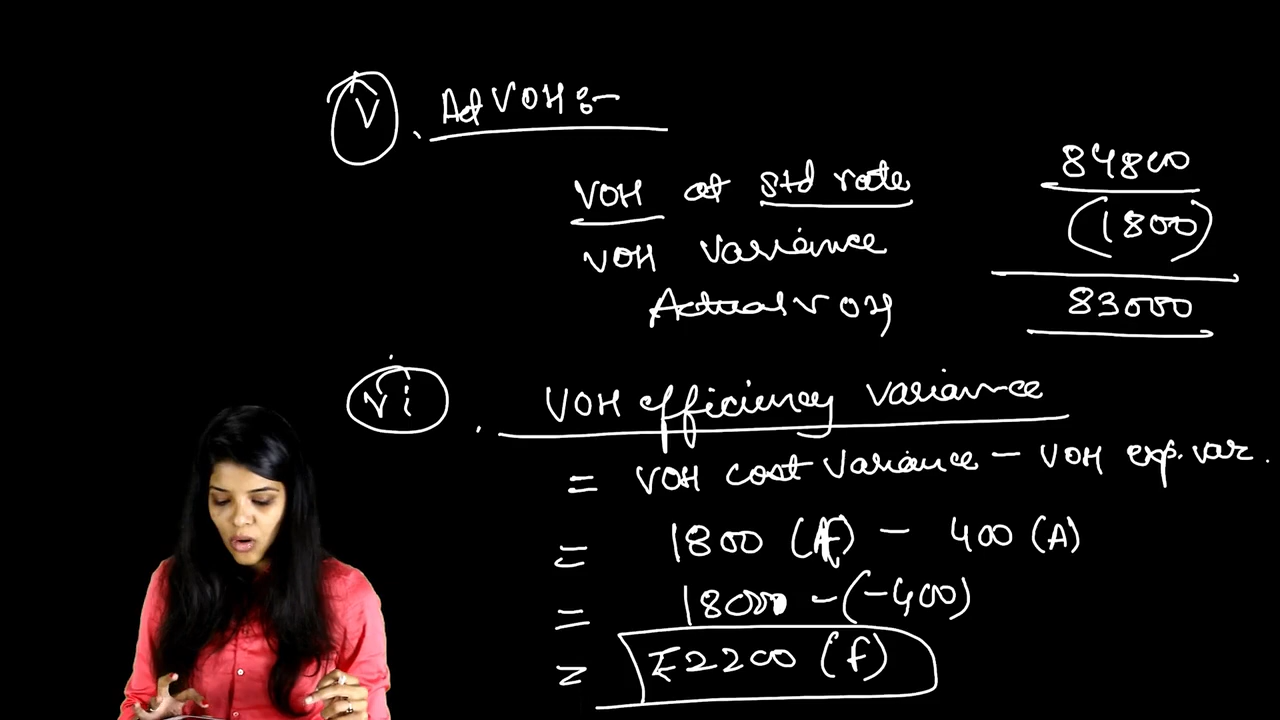 V. Act VOH :-
VOH at std rate 84800
VOH variance (1800)
Actual VOH 83000
vi. VOH efficiency variance
= VOH cost variance - VOH exp. var.
= 1800 (f) - 400 (A)
= 1800 - (-400)
= ₹2200 (f)